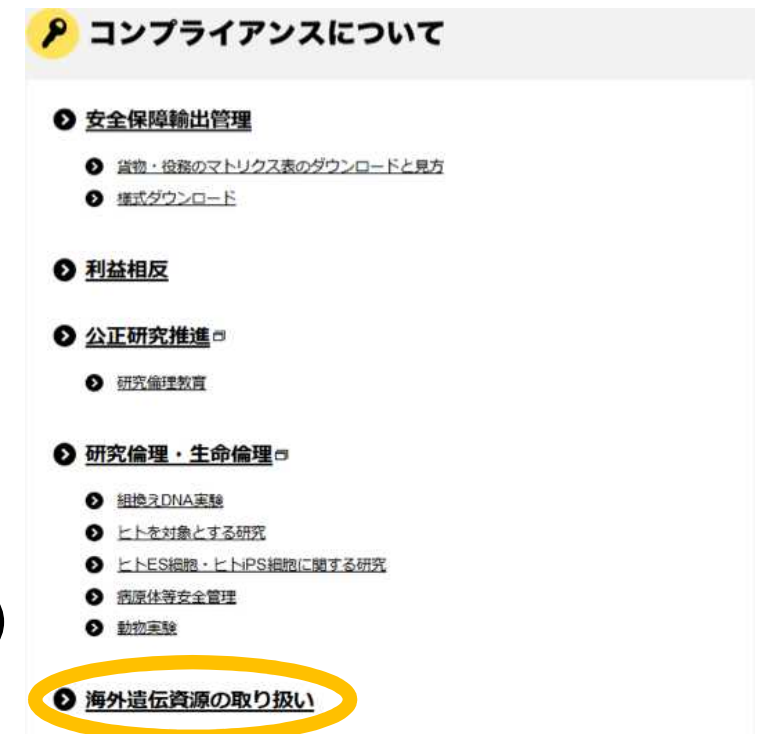 コンプライアンスについて
安全保障輸出管理
貨物・役務のマトリクス表のダウンロードと見方
様式ダウンロード
利益相反
公正研究推進
研究倫理教育
研究倫理・生命倫理
組換えDNA実験
ヒトを対象とする研究
ヒトES細胞・ヒトiPS細胞に関する研究
病原体等安全管理
動物実験
海外遺伝資源の取り扱い